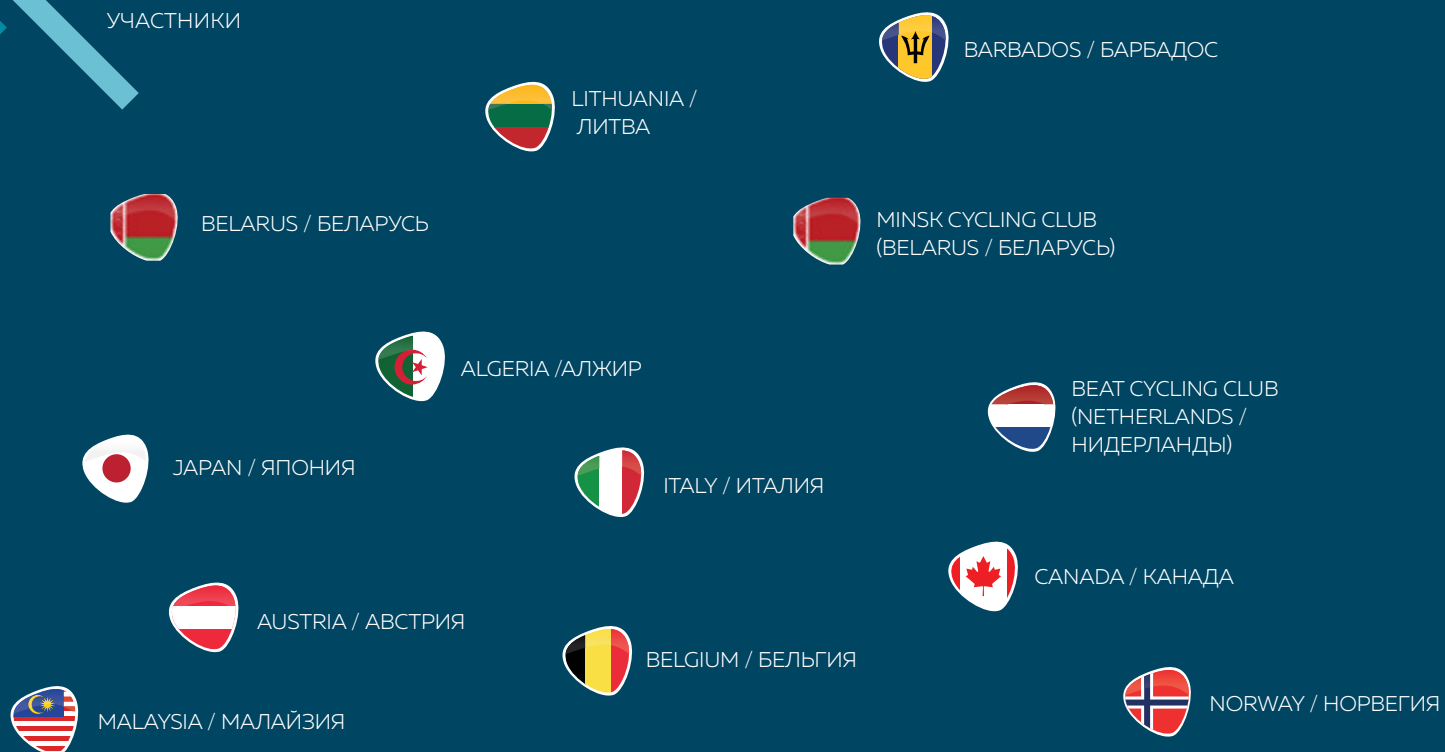 УЧАСТНИКИ
BARBADOS / БАРБАДОС
LITHUANIA /
ЛИТВА
BELARUS / БЕЛАРУСЬ
MINSK CYCLING CLUB
(BELARUS / БЕЛАРУСЬ)
ALGERIA /АЛЖИР
BEAT CYCLING CLUB
(NETHERLANDS /
НИДЕРЛАНДЫ)
JAPAN / ЯПОНИЯ
ITALY / ИТАЛИЯ
CANADA / КАНАДА
AUSTRIA / АВСТРИЯ
BELGIUM / БЕЛЬГИЯ
NORWAY / НОРВЕГИЯ
MALAYSIA / МАЛАЙЗИЯ